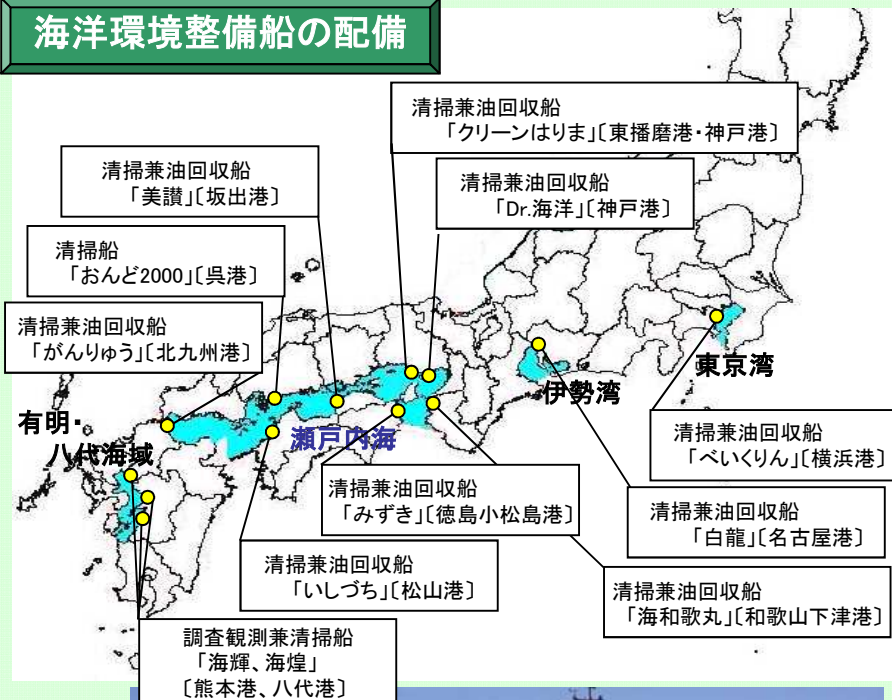 海洋環境整備船の配備
清掃兼油回収船
「クリーンはりま」〔東播磨港・神戸港〕
清掃兼油回収船
「美讃」〔坂出港〕
清掃兼油回収船
「Dr.海洋」〔神戸港〕
清掃船
「おんど2000」〔呉港〕
清掃兼油回収船
「がんりゅう」〔北九州港〕
東京湾
伊勢湾
有明・
八代海域
瀬戸内海
清掃兼油回収船
「べいくりん」〔横浜港〕
清掃兼油回収船
「みずき」〔徳島小松島港〕
清掃兼油回収船
「白龍」〔名古屋港〕
清掃兼油回収船
「いしづち」〔松山港〕
清掃兼油回収船
「海和歌丸」〔和歌山下津港〕
調査観測兼清掃船
「海輝、海煌」
〔熊本港、八代港〕